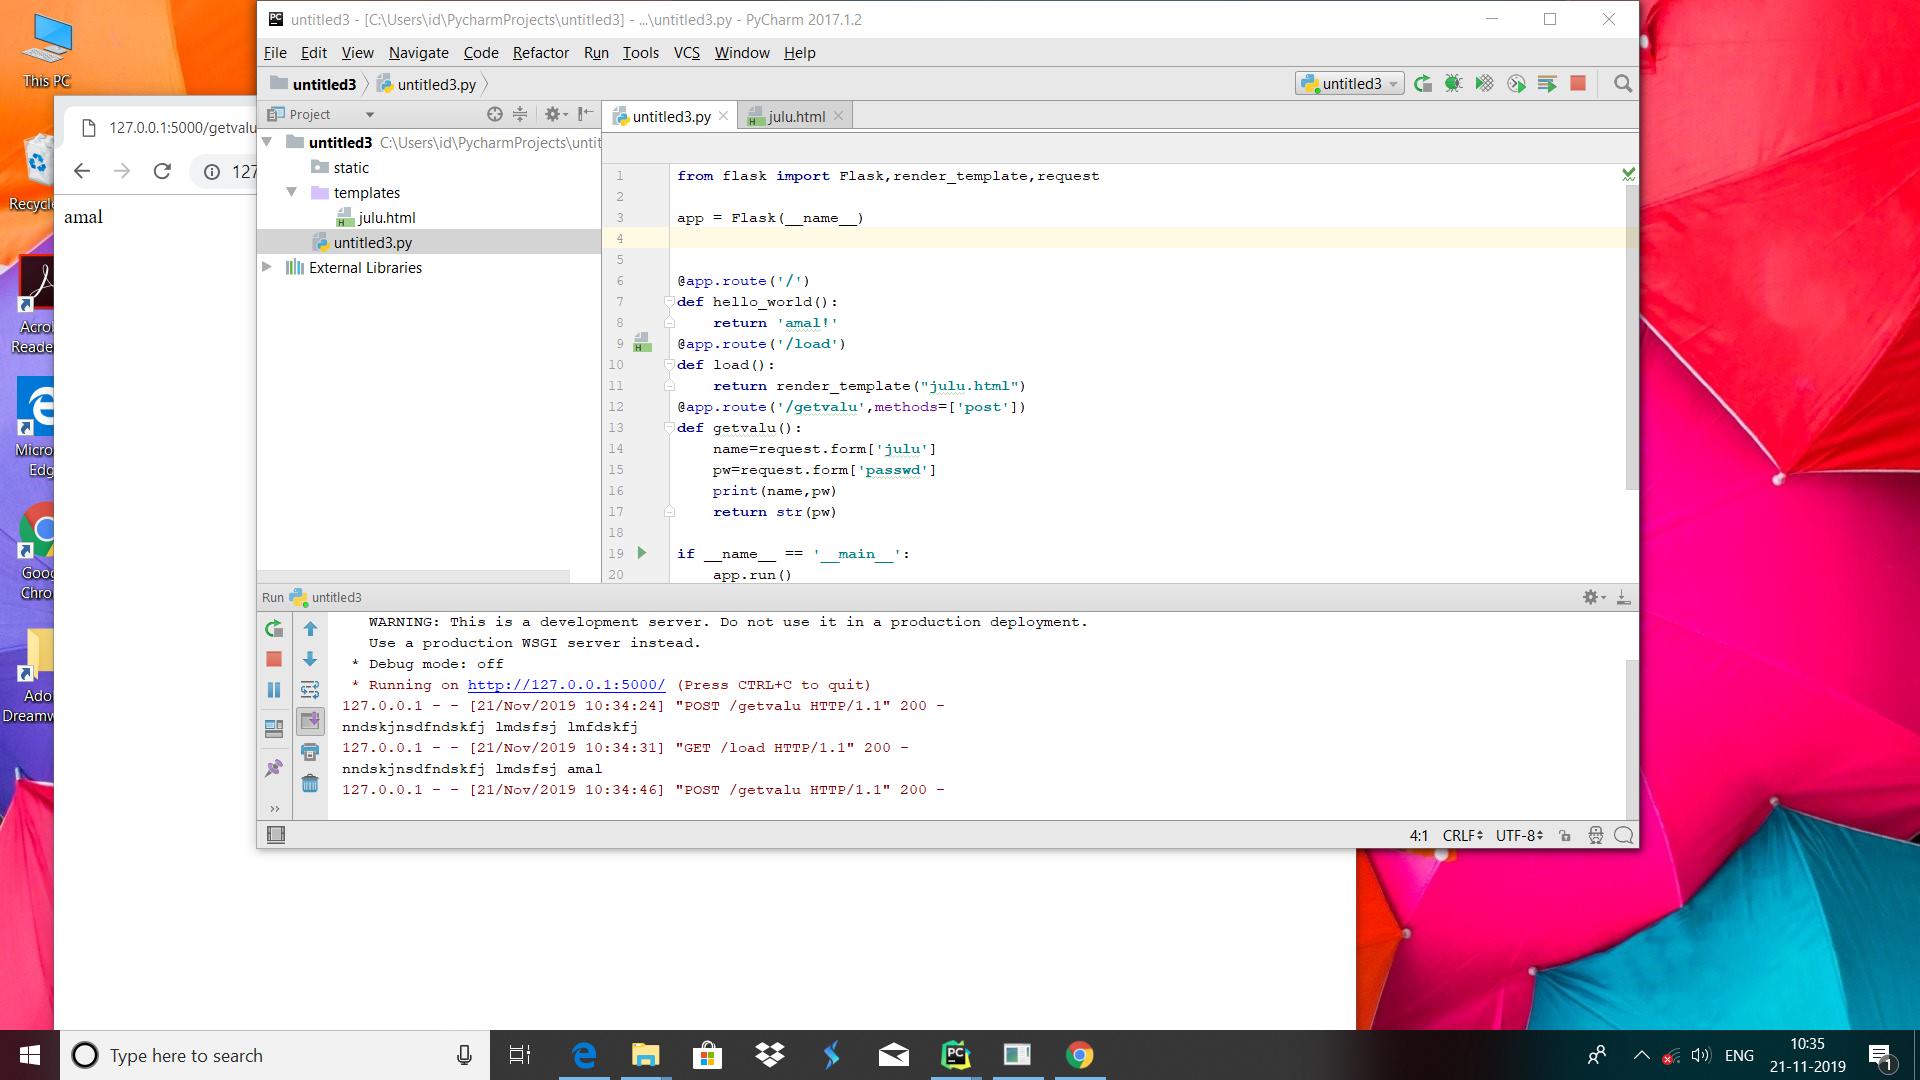 untitled3 - [C:\Users\id\PycharmProjects\untitled3] - ...\untitled3.py - PyCharm 2017.1.2
File Edit View Navigate Code Refactor Run Tools VCS Window Help
untitled3 untitled3.py
untitled3
Project
untitled3.py julu.html
untitled3 C:\Users\id\PycharmProjects\untit
static
templates
julu.html
untitled3.py
External Libraries
1 from flask import Flask,render_template,request
2
3 app = Flask(__name__)
4
5
6 @app.route('/')
7 def hello_world():
8 return 'amal!'
9 @app.route('/load')
10 def load():
11 return render_template("julu.html")
12 @app.route('/getvalu',methods=['post'])
13 def getvalu():
14 name=request.form['julu']
15 pw=request.form['passwd']
16 print(name,pw)
17 return str(pw)
18
19 if __name__ == '__main__':
20 app.run()
Run untitled3
WARNING: This is a development server. Do not use it in a production deployment.
Use a production WSGI server instead.
* Debug mode: off
* Running on http://127.0.0.1:5000/ (Press CTRL+C to quit)
127.0.0.1 - - [21/Nov/2019 10:34:24] "POST /getvalu HTTP/1.1" 200 -
nndskjnsdfndskfj lmdsfsj lmfdskfj
127.0.0.1 - - [21/Nov/2019 10:34:31] "GET /load HTTP/1.1" 200 -
nndskjnsdfndskfj lmdsfsj amal
127.0.0.1 - - [21/Nov/2019 10:34:46] "POST /getvalu HTTP/1.1" 200 -
4:1 CRLF UTF-8
127.0.0.1:5000/getvalu
127
amal
This PC
Recycle
Acro
Reade
Micro
Edg
Goog
Chro
Ado
Dreamw
Type here to search
ENG
10:35
21-11-2019
1